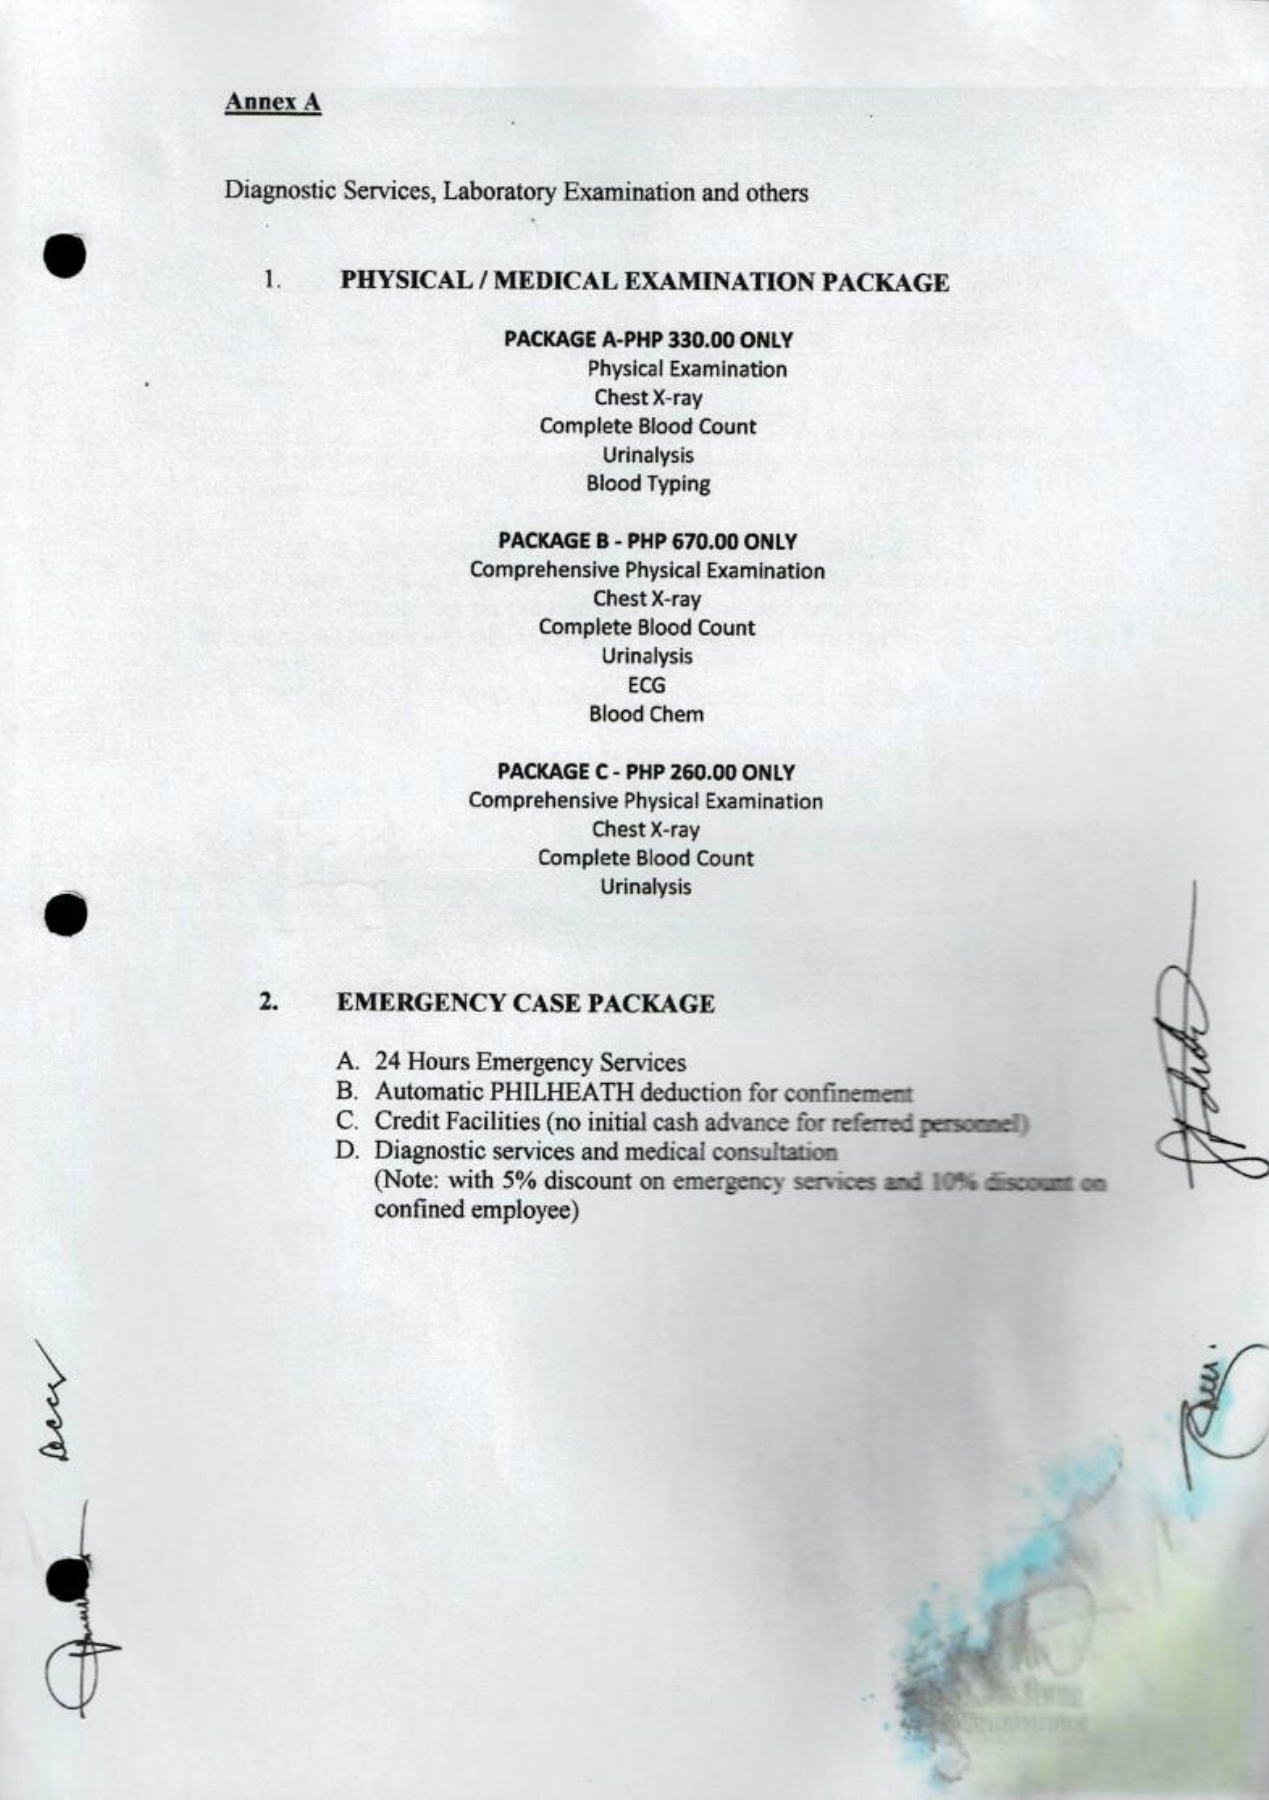 Annex A
Diagnostic Services, Laboratory Examination and others
1. PHYSICAL / MEDICAL EXAMINATION PACKAGE
PACKAGE A-PHP 330.00 ONLY
Physical Examination
Chest X-ray
Complete Blood Count
Urinalysis
Blood Typing
PACKAGE B - PHP 670.00 ONLY
Comprehensive Physical Examination
Chest X-ray
Complete Blood Count
Urinalysis
ECG
Blood Chem
PACKAGE C - PHP 260.00 ONLY
Comprehensive Physical Examination
Chest X-ray
Complete Blood Count
Urinalysis
2. EMERGENCY CASE PACKAGE
A. 24 Hours Emergency Services
B. Automatic PHILHEATH deduction for confinement
C. Credit Facilities (no initial cash advance for referred personnel)
D. Diagnostic services and medical consultation
(Note: with 5% discount on emergency services and 10% discount on
confined employee)